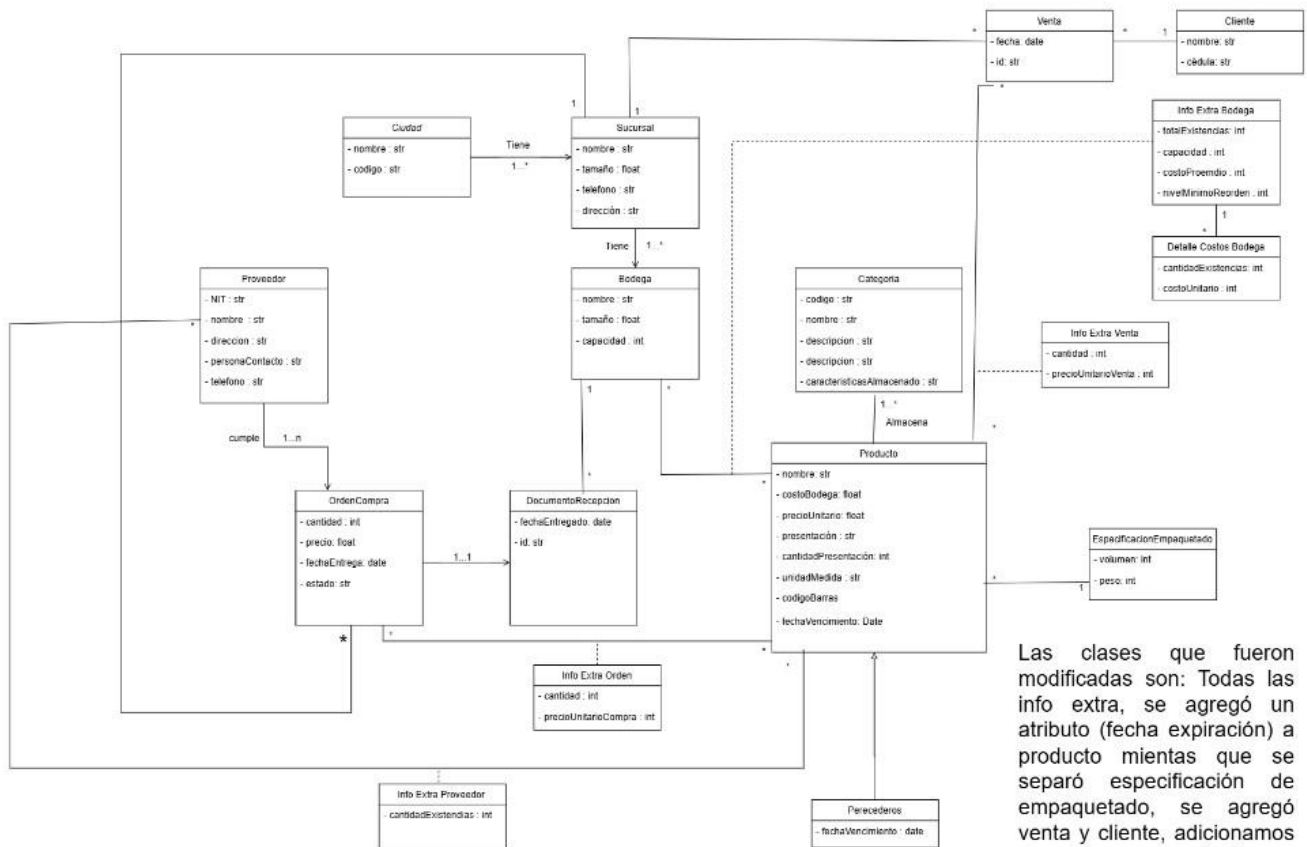 Venta
- fecha: date
- id: str
Cliente
- nombre: str
- cédula: str
*
*
1
*
1
1
Info Extra Bodega
- totalExistencias: int
- capacidad : int
- costoProemdio : int
- nivelMinimoReorden : int
1
*
Detalle Costos Bodega
- cantidadExistencias: int
- costoUnitario : int
Ciudad
- nombre : str
- codigo : str
Tiene
1...*
Sucursal
- nombre : str
- tamaño : float
- telefono : str
- dirección : str
Tiene
1...*
Bodega
- nombre : str
- tamaño : float
- capacidad : int
1
*
Proveedor
- NIT : str
- nombre : str
- direccion : str
- personaContacto : str
- telefono : str
*
cumple
1...n
Categoria
- codigo : str
- nombre : str
- descripcion : str
- descripcion : str
- caracteristicasAlmacenado : str
1...*
Almacena
Info Extra Venta
- cantidad : int
- precioUnitarioVenta : int
*
Producto
- nombre: str
- costoBodega: float
- precioUnitario: float
- presentación : str
- cantidadPresentación: int
- unidadMedida : str
- codigoBarras
- fechaVencimiento: Date
*
*
*
*
1
EspecificacionEmpaquetado
- volumen: int
- peso: int
OrdenCompra
- cantidad : int
- precio: float
- fechaEntrega: date
- estado: str
1...1
*
*
*
DocumentoRecepcion
- fechaEntregado: date
- id: str
Info Extra Orden
- cantidad : int
- precioUnitarioCompra : int
Info Extra Proveedor
- cantidadExistendias : int
Perecederos
- fechaVencimiento : date
Las clases que fueron
modificadas son: Todas las
info extra, se agregó un
atributo (fecha expiración) a
producto mientas que se
separó especificación de
empaquetado, se agregó
venta y cliente, adicionamos